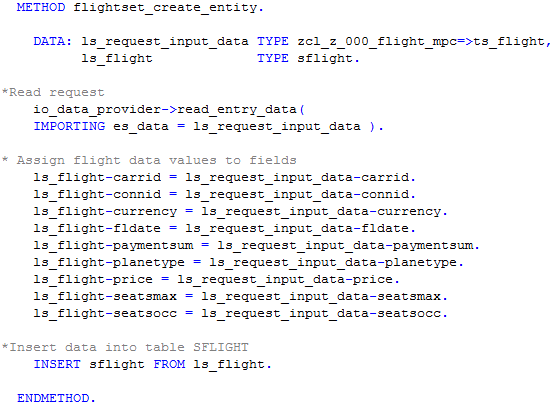 METHOD flightset_create_entity.
DATA: ls_request_input_data TYPE zcl_z_000_flight_mpc=>ts_flight,
ls_flight TYPE sflight.
*Read request
io_data_provider->read_entry_data(
IMPORTING es_data = ls_request_input_data ).
* Assign flight data values to fields
ls_flight-carrid = ls_request_input_data-carrid.
ls_flight-connid = ls_request_input_data-connid.
ls_flight-currency = ls_request_input_data-currency.
ls_flight-fldate = ls_request_input_data-fldate.
ls_flight-paymentsum = ls_request_input_data-paymentsum.
ls_flight-planetype = ls_request_input_data-planetype.
ls_flight-price = ls_request_input_data-price.
ls_flight-seatsmax = ls_request_input_data-seatsmax.
ls_flight-seatsocc = ls_request_input_data-seatsocc.
*Insert data into table SFLIGHT
INSERT sflight FROM ls_flight.
ENDMETHOD.